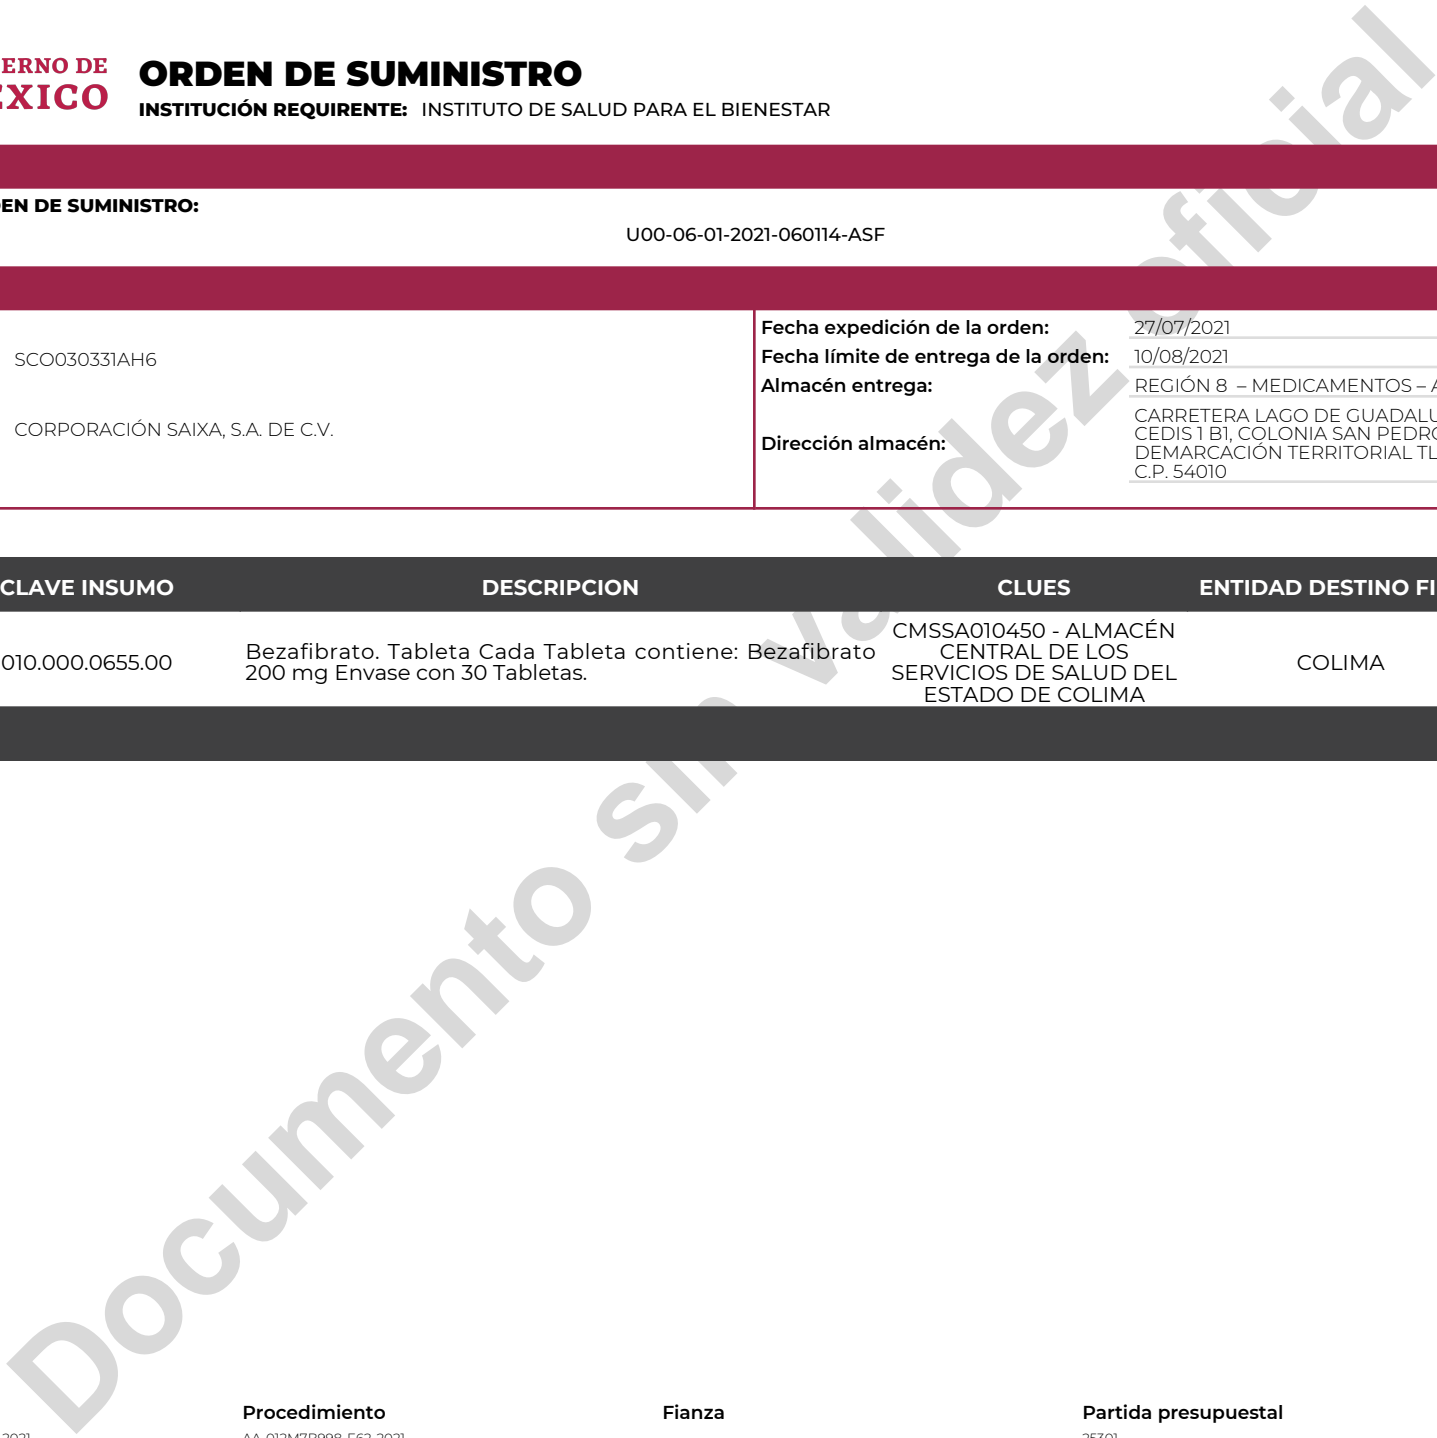 ERNO DE
ÉXICO
ORDEN DE SUMINISTRO
INSTITUCIÓN REQUIRENTE: INSTITUTO DE SALUD PARA EL BIENESTAR
EN DE SUMINISTRO:
U00-06-01-2021-060114-ASF
SCO030331AH6
CORPORACIÓN SAIXA, S.A. DE C.V.
Fecha expedición de la orden: 27/07/2021
Fecha límite de entrega de la orden: 10/08/2021
Almacén entrega: REGIÓN 8 – MEDICAMENTOS – A
Dirección almacén:
CARRETERA LAGO DE GUADALU
CEDIS 1 B1, COLONIA SAN PEDRO
DEMARCACIÓN TERRITORIAL TL
C.P. 54010
CLAVE INSUMO DESCRIPCION CLUES ENTIDAD DESTINO FI
010.000.0655.00
Bezafibrato. Tableta Cada Tableta contiene: Bezafibrato
200 mg Envase con 30 Tabletas.
CMSSA010450 - ALMACÉN
CENTRAL DE LOS
SERVICIOS DE SALUD DEL
ESTADO DE COLIMA
COLIMA
Documento sin validez oficial
Procedimiento Fianza Partida presupuestal